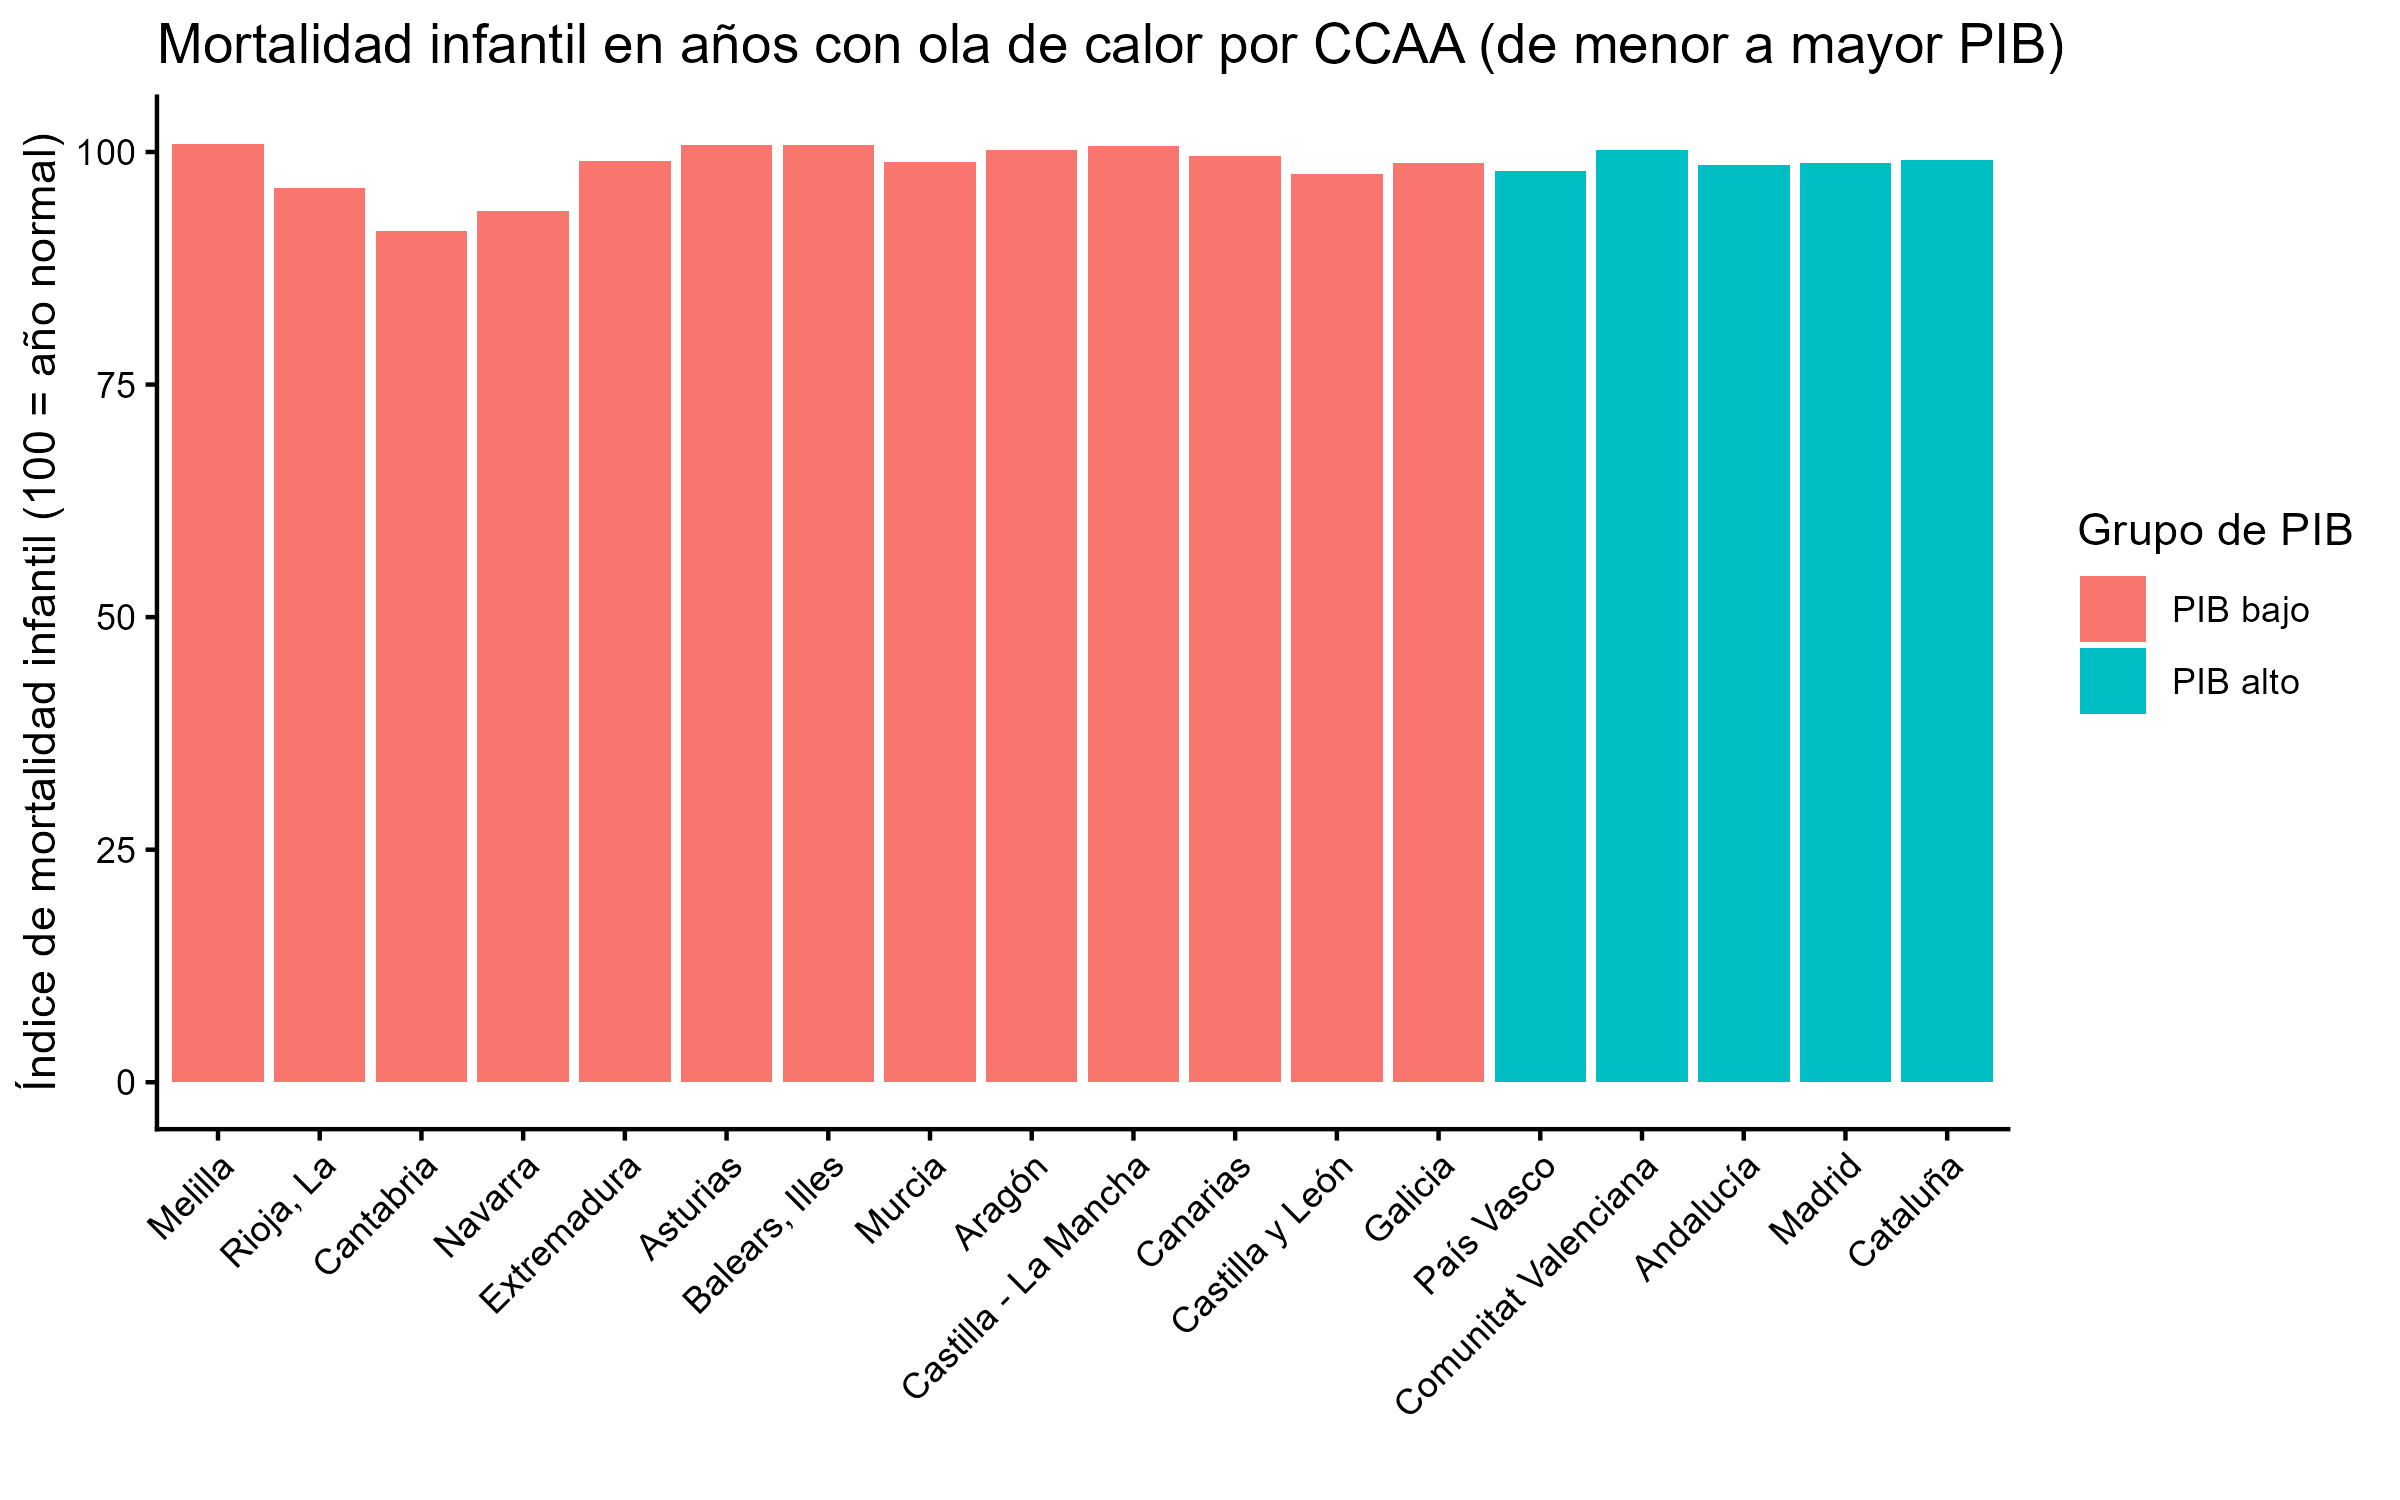 Mortalidad infantil en años con ola de calor por CCAA (de menor a mayor PIB)
Índice de mortalidad infantil (100 = año normal)
100
75
50
25
0
Melilla
Rioja, La
Cantabria
Navarra
Extremadura
Asturias
Balears, Illes
Murcia
Aragón
Castilla - La Mancha
Canarias
Castilla y León
Galicia
País Vasco
Comunitat Valenciana
Andalucía
Madrid
Cataluña
Grupo de PIB
PIB bajo
PIB alto